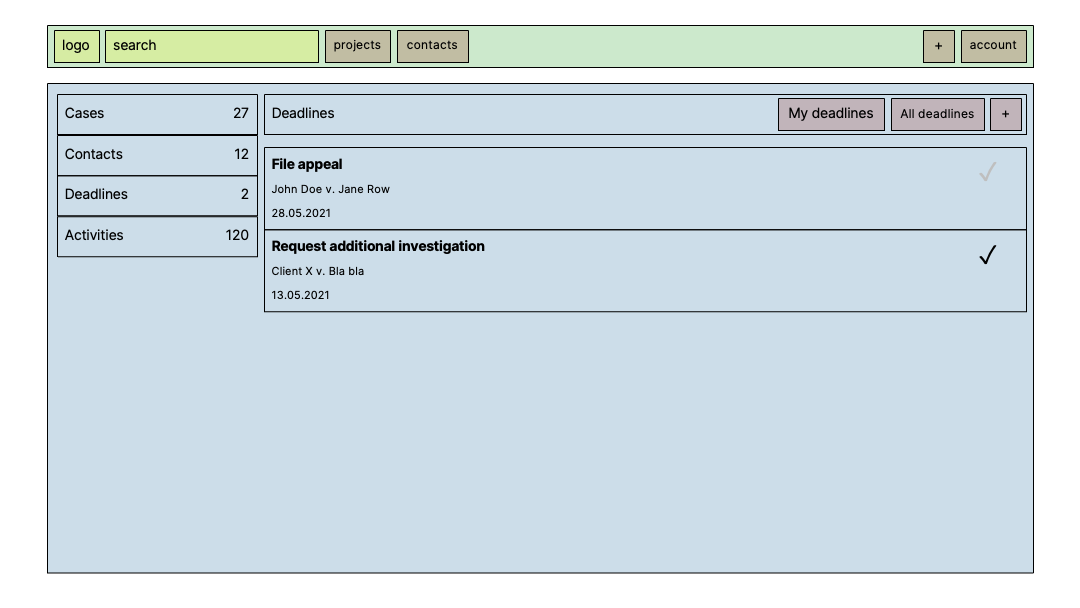 logo search projects contacts + account
Cases 27
Contacts 12
Deadlines 2
Activities 120
Deadlines My deadlines All deadlines +
File appeal
John Doe v. Jane Row
28.05.2021
Request additional investigation
Client X v. Bla bla
13.05.2021